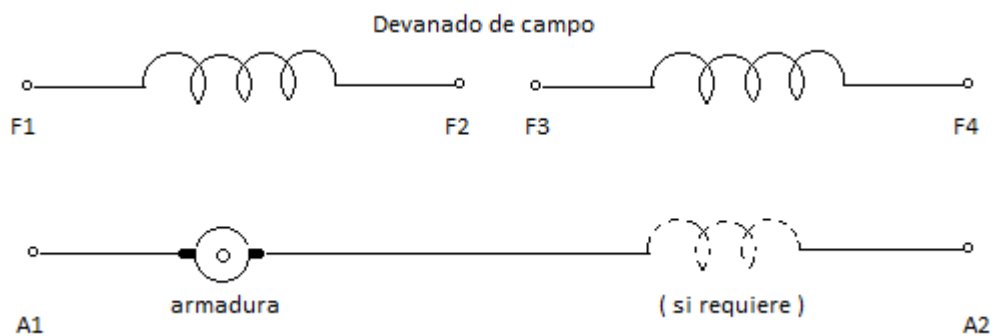 Devanado de campo
F1
F2
F3
F4
armadura
( si requiere )
A1
A2